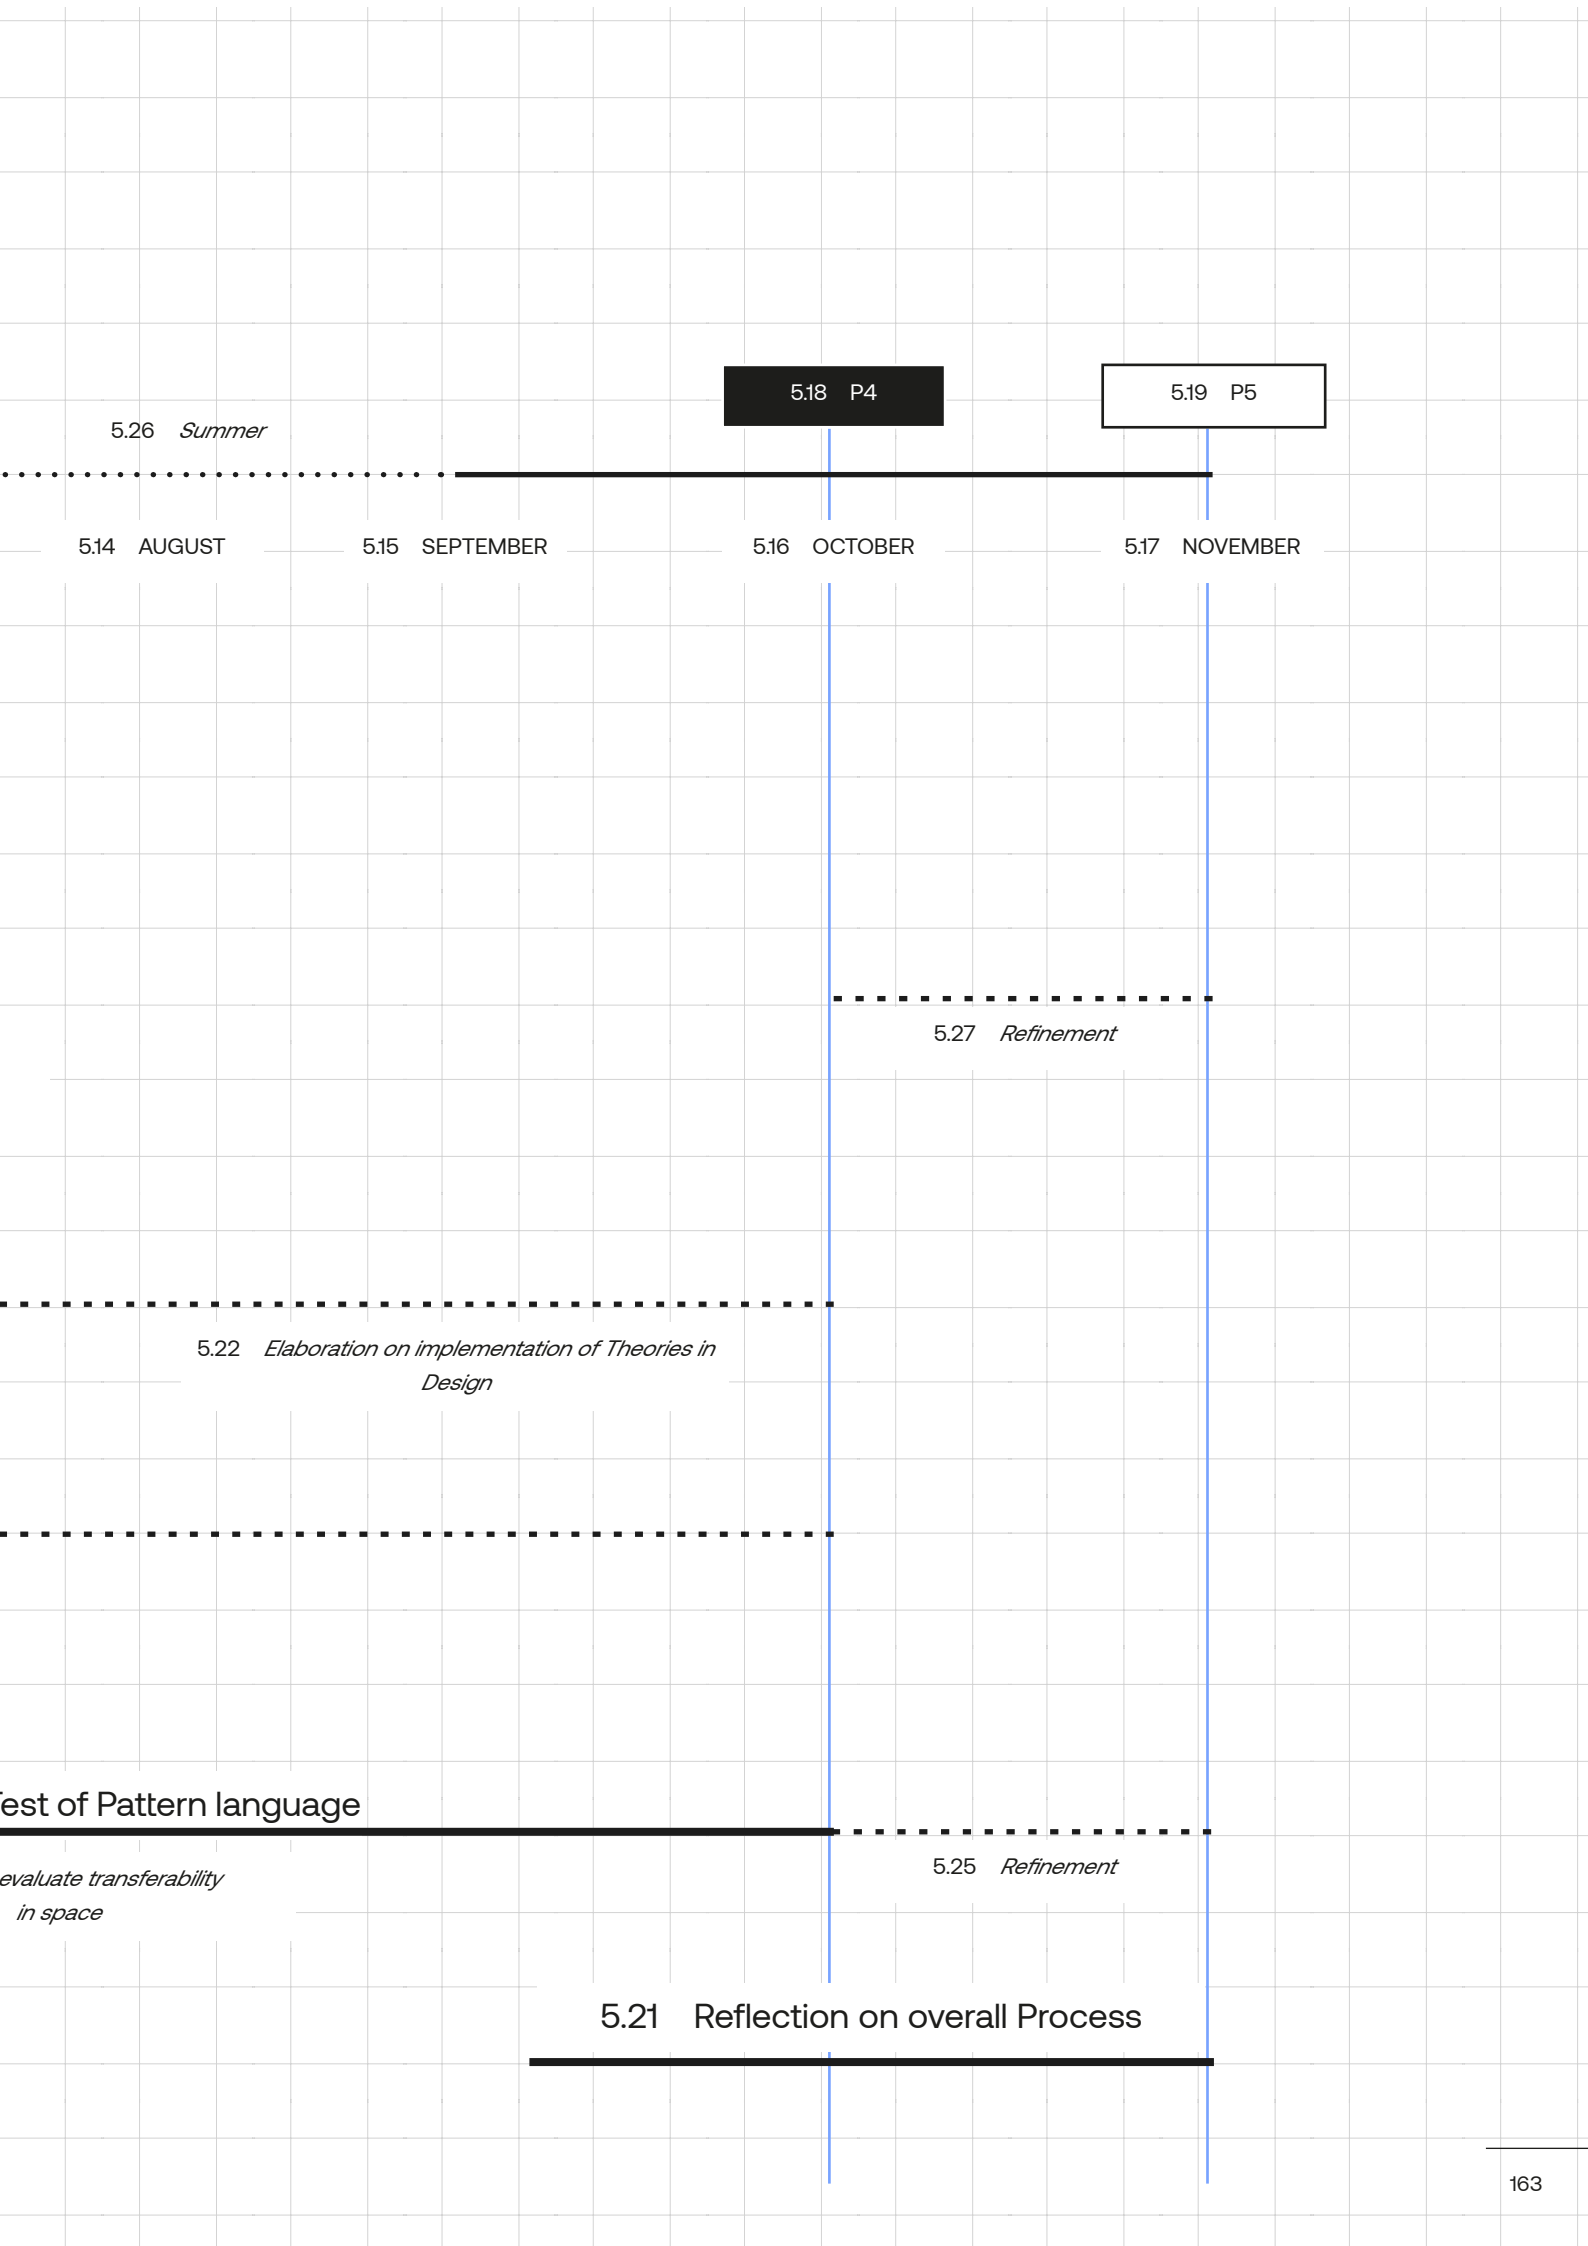 5.18 P4
5.19 P5
5.26 Summer
5.14 AUGUST
5.15 SEPTEMBER
5.16 OCTOBER
5.17 NOVEMBER
5.27 Refinement
5.22 Elaboration on implementation of Theories in
Design
of Pattern language
5.25 Refinement
evaluate transferability
in space
5.21 Reflection on overall Process
163